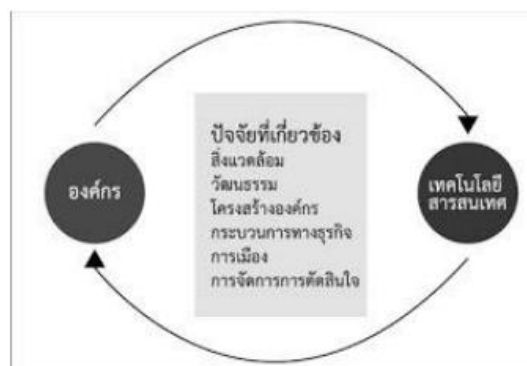 องค์กร
ปัจจัยที่เกี่ยวข้อง
สิ่งแวดล้อม
วัฒนธรรม
โครงสร้างองค์กร
กระบวนการทางธุรกิจ
การเมือง
การจัดการการตัดสินใจ
เทคโนโลยี
สารสนเทศ